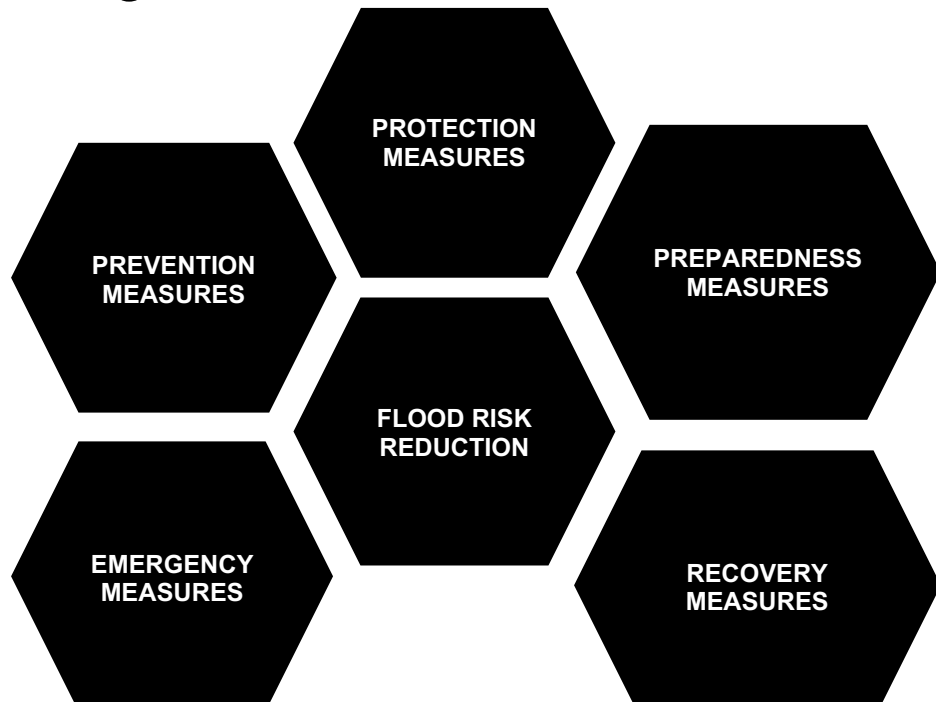 PROTECTION
MEASURES
PREVENTION
MEASURES
PREPAREDNESS
MEASURES
FLOOD RISK
REDUCTION
EMERGENCY
MEASURES
RECOVERY
MEASURES